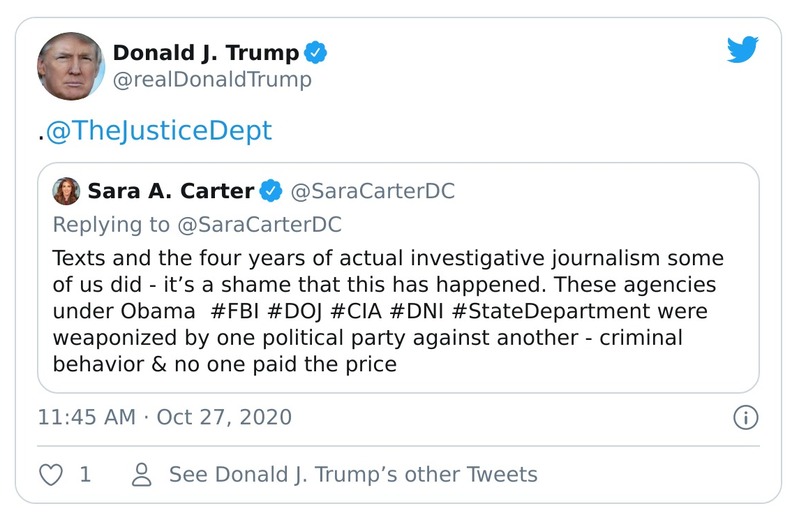 Donald J. Trump
@realDonaldTrump
.@TheJusticeDept
Sara A. Carter @SaraCarterDC
Replying to @SaraCarterDC
Texts and the four years of actual investigative journalism some
of us did - it’s a shame that this has happened. These agencies
under Obama  #FBI #DOJ #CIA #DNI #StateDepartment were
weaponized by one political party against another - criminal
behavior & no one paid the price
11:45 AM · Oct 27, 2020
1 See Donald J. Trump’s other Tweets